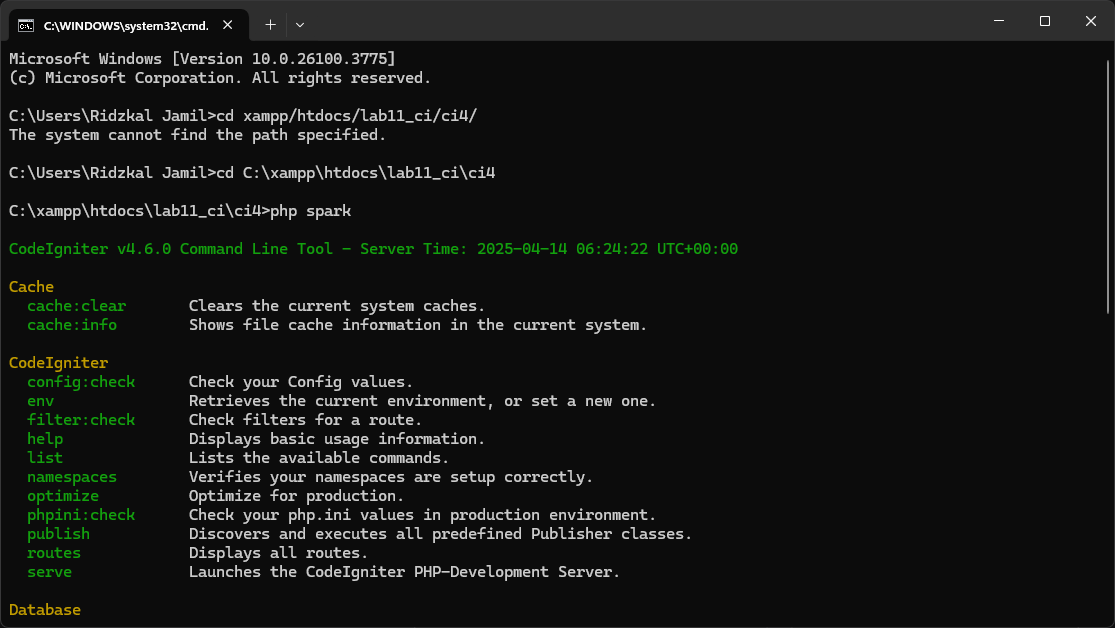 C:\WINDOWS\system32\cmd.
Microsoft Windows [Version 10.0.26100.3775]
(c) Microsoft Corporation. All rights reserved.
C:\Users\Ridzkal Jamil>cd xampp/htdocs/lab11_ci/ci4/
The system cannot find the path specified.
C:\Users\Ridzkal Jamil>cd C:\xampp\htdocs\lab11_ci\ci4
C:\xampp\htdocs\lab11_ci\ci4>php spark
CodeIgniter v4.6.0 Command Line Tool - Server Time: 2025-04-14 06:24:22 UTC+00:00
Cache
cache:clear Clears the current system caches.
cache:info Shows file cache information in the current system.
CodeIgniter
config:check Check your Config values.
env Retrieves the current environment, or set a new one.
filter:check Check filters for a route.
help Displays basic usage information.
list Lists the available commands.
namespaces Verifies your namespaces are setup correctly.
optimize Optimize for production.
phpini:check Check your php.ini values in production environment.
publish Discovers and executes all predefined Publisher classes.
routes Displays all routes.
serve Launches the CodeIgniter PHP-Development Server.
Database